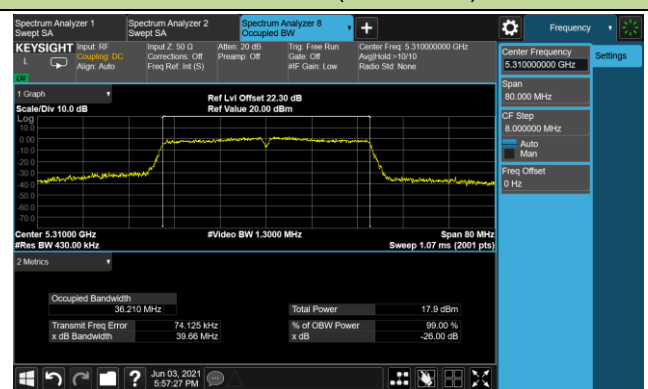 Spectrum Analyzer 1
Swept SA
Spectrum Analyzer 2
Swept SA
Spectrum Analyzer 8
Occupied BW
+
Frequency
KEYSIGHT
L
Input: RF
Coupling: DC
Align: Auto
Input Z: 50 Ω
Corrections: Off
Freq Ref: Int (S)
Atten: 20 dB
Preamp: Off
Trig: Free Run
Gate: Off
#IF Gain: Low
Center Freq: 5.310000000 GHz
Avg|Hold:>10/10
Radio Std: None
Center Frequency
5.310000000 GHz
Settings
Span
80.000 MHz
CF Step
8.000000 MHz
Auto
Man
Freq Offset
0 Hz
1 Graph
Scale/Div 10.0 dB
Ref Lvl Offset 22.30 dB
Ref Value 20.00 dBm
Log
10.0
0.00
-10.0
-20.0
-30.0
-40.0
-50.0
-60.0
-70.0
Center 5.31000 GHz
#Video BW 1.3000 MHz
Span 80 MHz
#Res BW 430.00 kHz
Sweep 1.07 ms (2001 pts)
2 Metrics
Occupied Bandwidth
36.210 MHz
Total Power 17.9 dBm
Transmit Freq Error 74.125 kHz
% of OBW Power 99.00 %
x dB Bandwidth 39.66 MHz
x dB -26.00 dB
?
Jun 03, 2021
5:57:27 PM